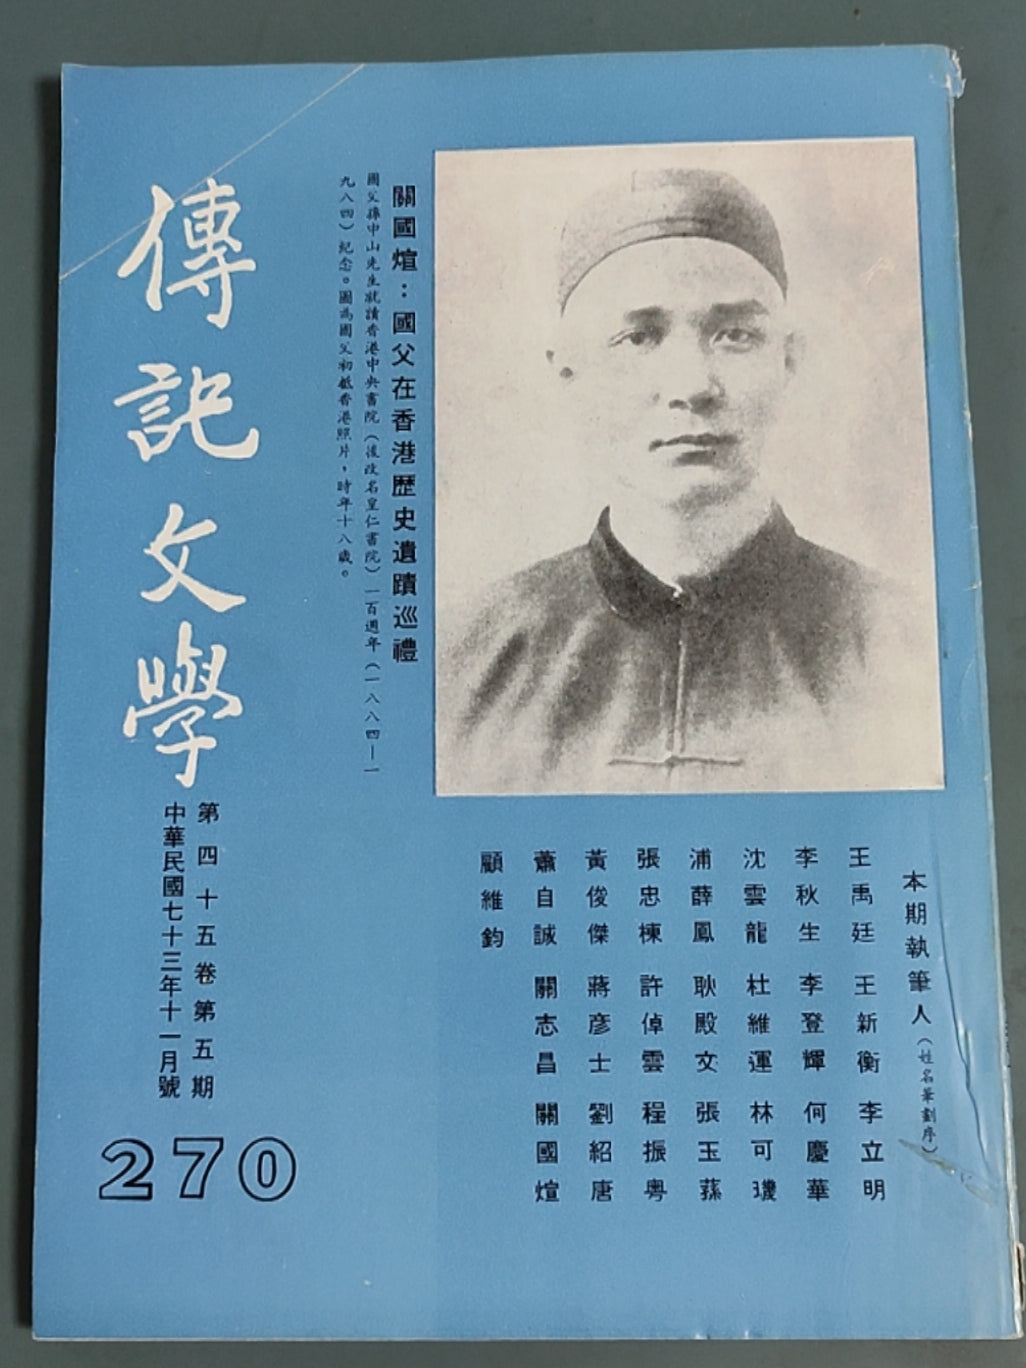 關國煊：國父在香港歷史遺蹟巡禮
國父孫中山先生就讀香港中央書院（後改名皇仁書院）一百週年（一八八四—一
九八四）紀念。圖為國父初抵香港照片，時年十八歲。
傳記文學
第四十五卷第五期
中華民國七十三年十一月號
270
本期執筆人（姓名筆劃序）
王禹廷 王新衡 李立明
李秋生 李登輝 何慶華
沈雲龍 杜維運 林可璣
浦薛鳳 耿殿文 張玉蓀
張忠棟 許倬雲 程振粵
黃俊傑 蔣彥士 劉紹唐
蕭自誠 關志昌 關國煊
顧維鈞